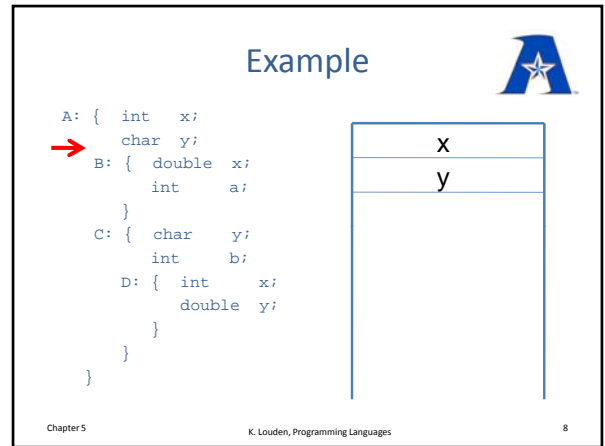 Example
A: {  int   x;
char  y;
B: {  double  x;
int     a;
}
C: {  char    y;
int     b;
D: {  int     x;
double  y;
}
}
}
x
y
Chapter 5
K. Louden, Programming Languages
8